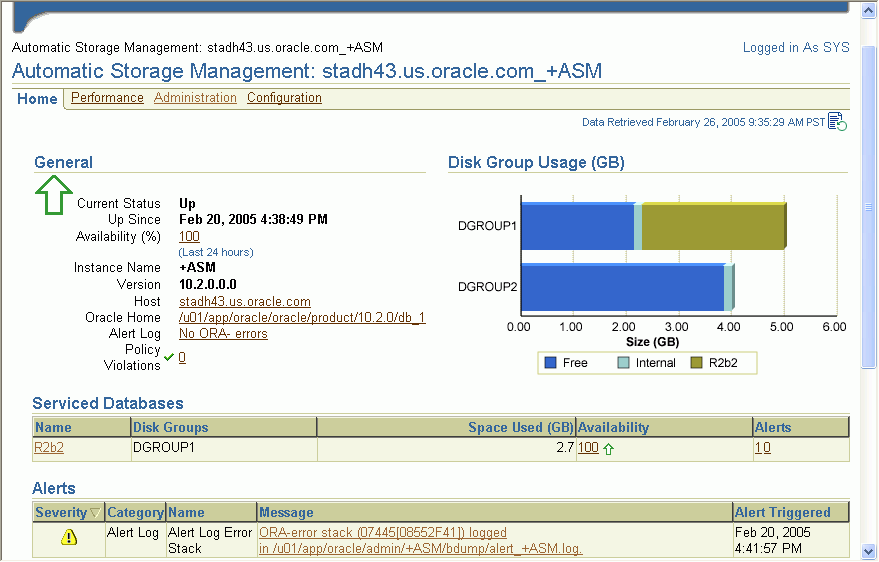 Automatic Storage Management: stadh43.us.oracle.com_+ASM
Logged in As SYS
Automatic Storage Management: stadh43.us.oracle.com_+ASM
Home Performance Administration Configuration
Data Retrieved February 26, 2005 9:35:29 AM PST
General
Current Status Up
Up Since Feb 20, 2005 4:38:49 PM
Availability (%) 100
(Last 24 hours)
Instance Name +ASM
Version 10.2.0.0.0
Host stadh43.us.oracle.com
Oracle Home /u01/app/oracle/oracle/product/10.2.0/db_1
Alert Log No ORA- errors
Policy
Violations 0
Disk Group Usage (GB)
DGROUP1
DGROUP2
0.00 1.00 2.00 3.00 4.00 5.00 6.00
Size (GB)
Free Internal R2b2
Serviced Databases
Name Disk Groups Space Used (GB) Availability Alerts
R2b2 DGROUP1 2.7 100 1 0
Alerts
Severity Category Name Message Alert Triggered
Alert Log Alert Log Error ORA-error stack (07445[08552F41]) logged Feb 20, 2005
Stack in /u01/app/oracle/admin/+ASM/bdump/alert_+ASM.log. 4:41:57 PM